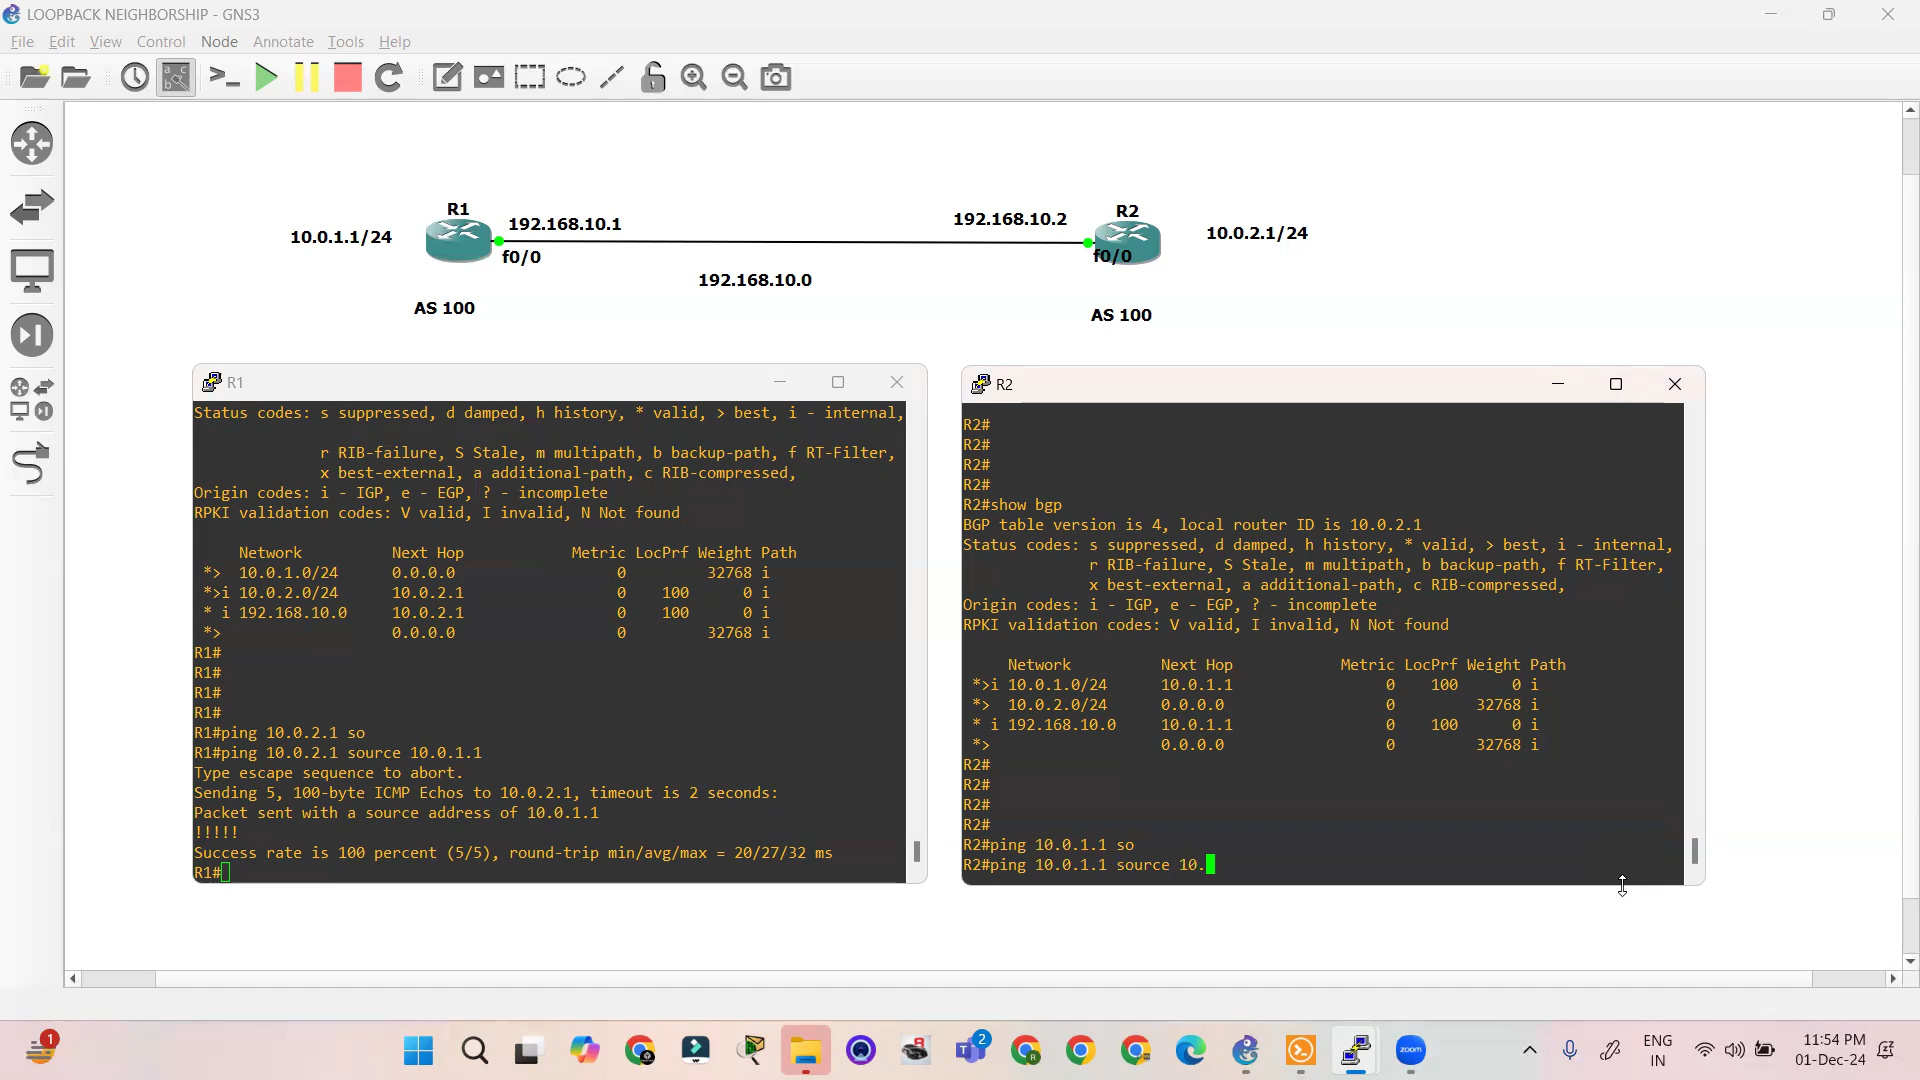 LOOPBACK NEIGHBORSHIP - GNS3
File Edit View Control Node Annotate Tools Help
R1
R2
192.168.10.1
192.168.10.2
10.0.1.1/24
10.0.2.1/24
f0/0
f0/0
192.168.10.0
AS 100
AS 100
R1
Status codes: s suppressed, d damped, h history, * valid, > best, i - internal,
r RIB-failure, S Stale, m multipath, b backup-path, f RT-Filter,
x best-external, a additional-path, c RIB-compressed,
Origin codes: i - IGP, e - EGP, ? - incomplete
RPKI validation codes: V valid, I invalid, N Not found
Network Next Hop Metric LocPrf Weight Path
*> 10.0.1.0/24 0.0.0.0 0 32768 i
*>i 10.0.2.0/24 10.0.2.1 0 100 0 i
* i 192.168.10.0 10.0.2.1 0 100 0 i
*> 0.0.0.0 0 32768 i
R1#
R1#
R1#
R1#
R1#ping 10.0.2.1 so
R1#ping 10.0.2.1 source 10.0.1.1
Type escape sequence to abort.
Sending 5, 100-byte ICMP Echos to 10.0.2.1, timeout is 2 seconds:
Packet sent with a source address of 10.0.1.1
!!!!!
Success rate is 100 percent (5/5), round-trip min/avg/max = 20/27/32 ms
R1#
R2
R2#
R2#
R2#
R2#
R2#show bgp
BGP table version is 4, local router ID is 10.0.2.1
Status codes: s suppressed, d damped, h history, * valid, > best, i - internal,
r RIB-failure, S Stale, m multipath, b backup-path, f RT-Filter,
x best-external, a additional-path, c RIB-compressed,
Origin codes: i - IGP, e - EGP, ? - incomplete
RPKI validation codes: V valid, I invalid, N Not found
Network Next Hop Metric LocPrf Weight Path
*>i 10.0.1.0/24 10.0.1.1 0 100 0 i
*> 10.0.2.0/24 0.0.0.0 0 32768 i
* i 192.168.10.0 10.0.1.1 0 100 0 i
*> 0.0.0.0 0 32768 i
R2#
R2#
R2#
R2#
R2#ping 10.0.1.1 so
R2#ping 10.0.1.1 source 10.
1
2
zoom
ENG
IN
11:54 PM
01-Dec-24